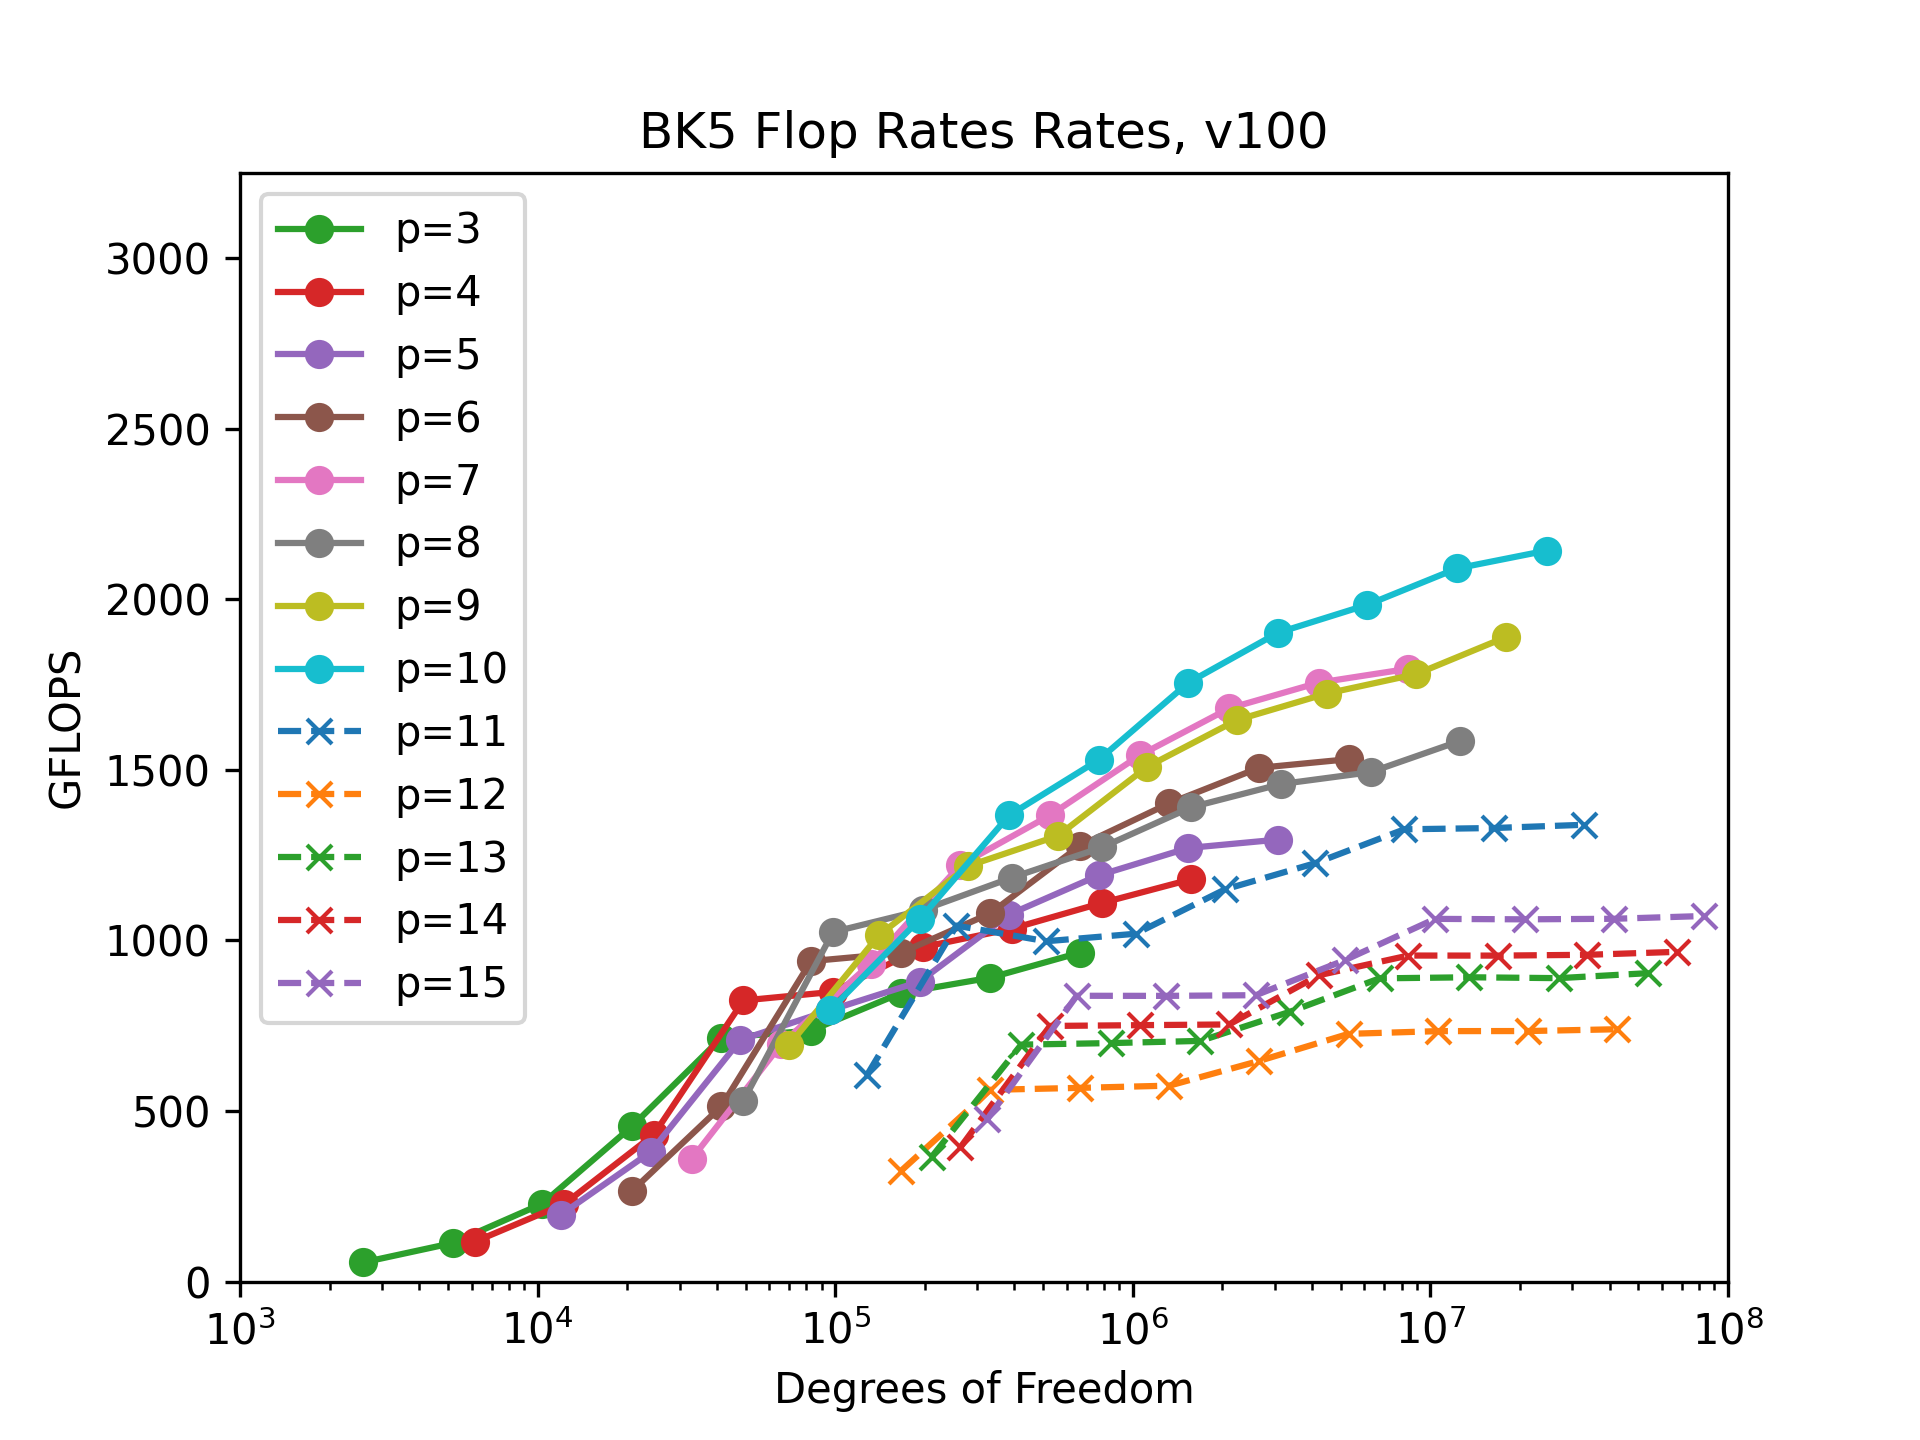 BK5 Flop Rates Rates, v100
p=3
p=4
p=5
p=6
p=7
p=8
p=9
p=10
p=11
p=12
p=13
p=14
p=15
3000
2500
2000
1500
1000
500
0
GFLOPS
10³ 10⁴ 10⁵ 10⁶ 10⁷ 10⁸
Degrees of Freedom